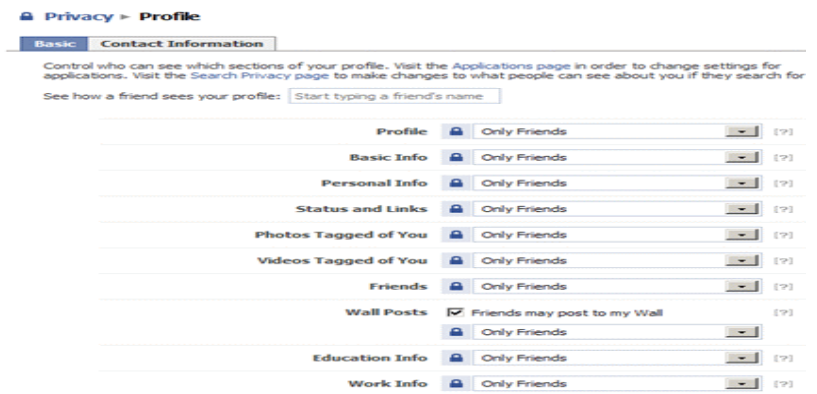 Privacy ▸ Profile
Basic Contact Information
Control who can see which sections of your profile. Visit the Applications page in order to change settings for
applications. Visit the Search Privacy page to make changes to what people can see about you if they search for
See how a friend sees your profile: Start typing a friend's name
Profile Only Friends [?]
Basic Info Only Friends [?]
Personal Info Only Friends [?]
Status and Links Only Friends [?]
Photos Tagged of You Only Friends [?]
Videos Tagged of You Only Friends [?]
Friends Only Friends [?]
Wall Posts Friends may post to my Wall [?]
Only Friends
Education Info Only Friends [?]
Work Info Only Friends [?]